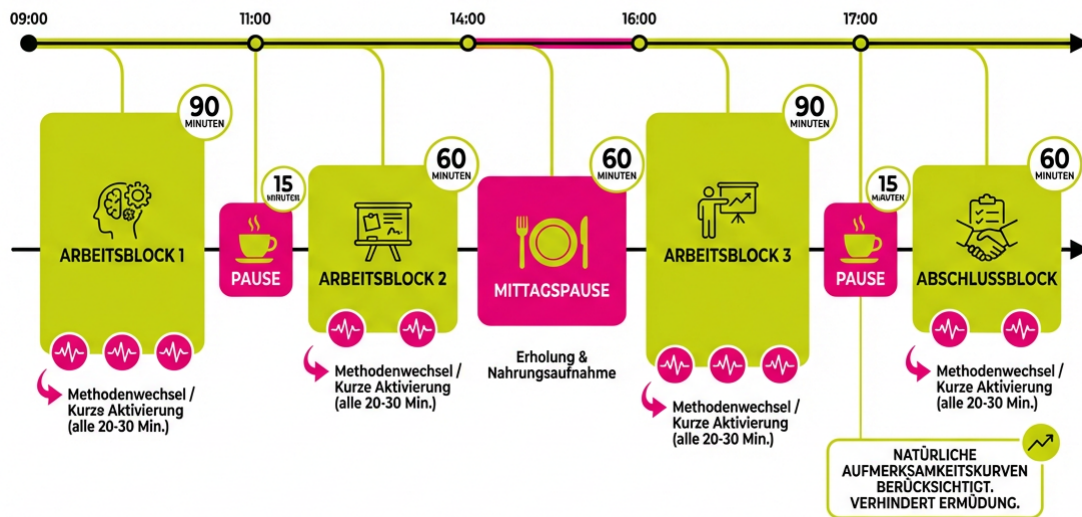 09:00
11:00
14:00
16:00
17:00
90
MINUTEN
ARBEITSBLOCK 1
Methodenwechsel /
Kurze Aktivierung
(alle 20-30 Min.)
15
MINUTEN
PAUSE
60
MINUTEN
ARBEITSBLOCK 2
Methodenwechsel /
Kurze Aktivierung
(alle 20-30 Min.)
60
MINUTEN
MITTAGSPAUSE
Erholung &
Nahrungsaufnahme
90
MINUTEN
ARBEITSBLOCK 3
Methodenwechsel /
Kurze Aktivierung
(alle 20-30 Min.)
15
MINUTEN
PAUSE
60
MINUTEN
ABSCHLUSSBLOCK
Methodenwechsel /
Kurze Aktivierung
(alle 20-30 Min.)
NATÜRLICHE
AUFMERKSAMKEITSKURVEN
BERÜCKSICHTIGT.
VERHINDERT ERMÜDUNG.